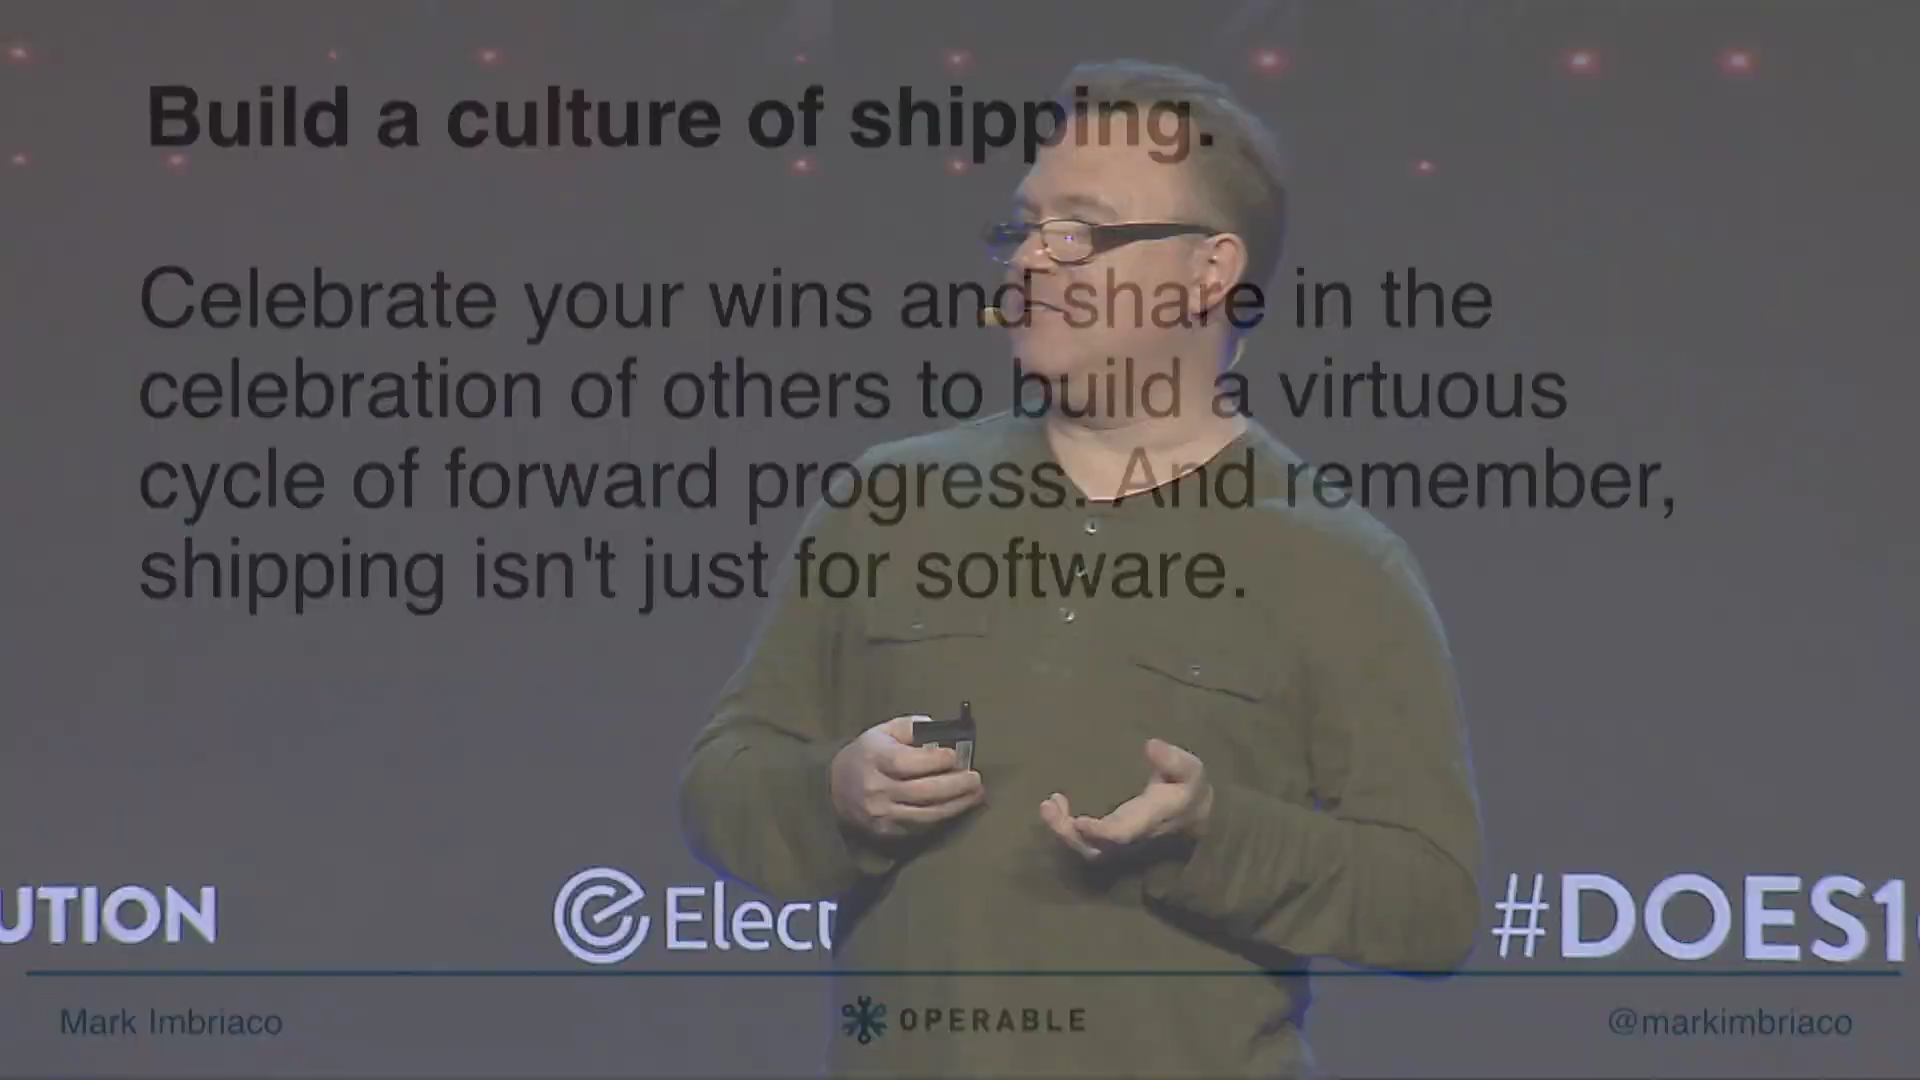 Build a culture of shipping.
Celebrate your wins and share in the
celebration of others to build a virtuous
cycle of forward progress. And remember,
shipping isn't just for software.
UTION
Elect
#DOES1
Mark Imbriaco
OPERABLE
@markimbriaco